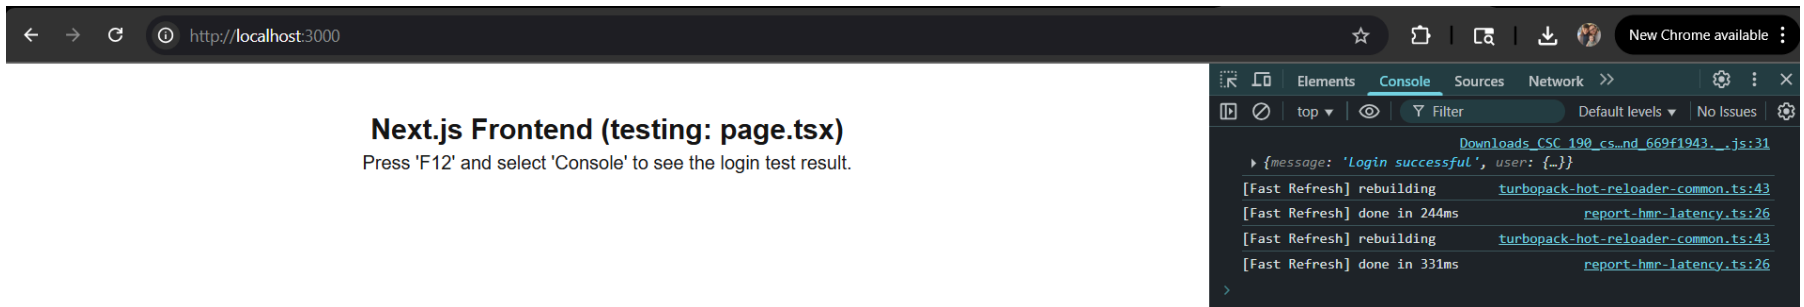 http://localhost:3000
New Chrome available
Next.js Frontend (testing: page.tsx)
Press 'F12' and select 'Console' to see the login test result.
Elements Console Sources Network
top Filter Default levels No Issues
Downloads_CSC 190_cs…nd_669f1943._.js:31
{message: 'Login successful', user: {…}}
[Fast Refresh] rebuilding turbopack-hot-reloader-common.ts:43
[Fast Refresh] done in 244ms report-hmr-latency.ts:26
[Fast Refresh] rebuilding turbopack-hot-reloader-common.ts:43
[Fast Refresh] done in 331ms report-hmr-latency.ts:26